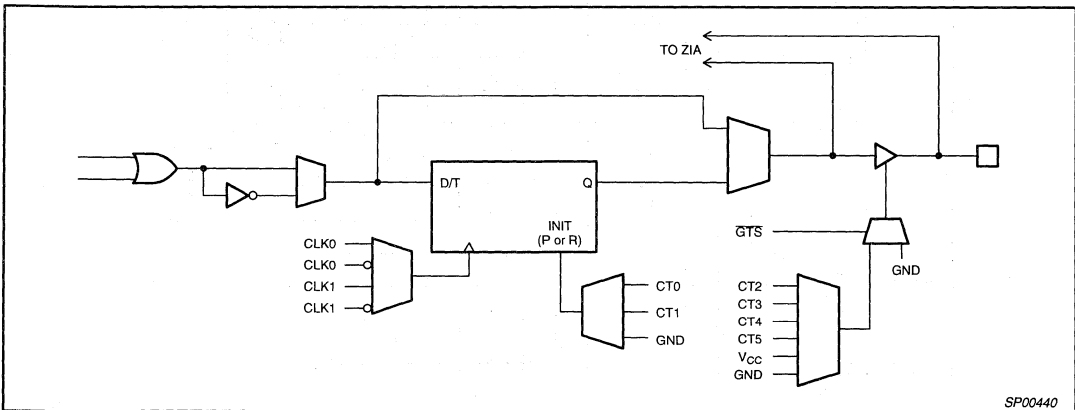 TO ZIA
D/T
Q
INIT
(P or R)
CLK0
CLK0
CLK1
CLK1
CT0
CT1
GND
G̅T̅S̅
GND
CT2
CT3
CT4
CT5
VCC
GND
SP00440